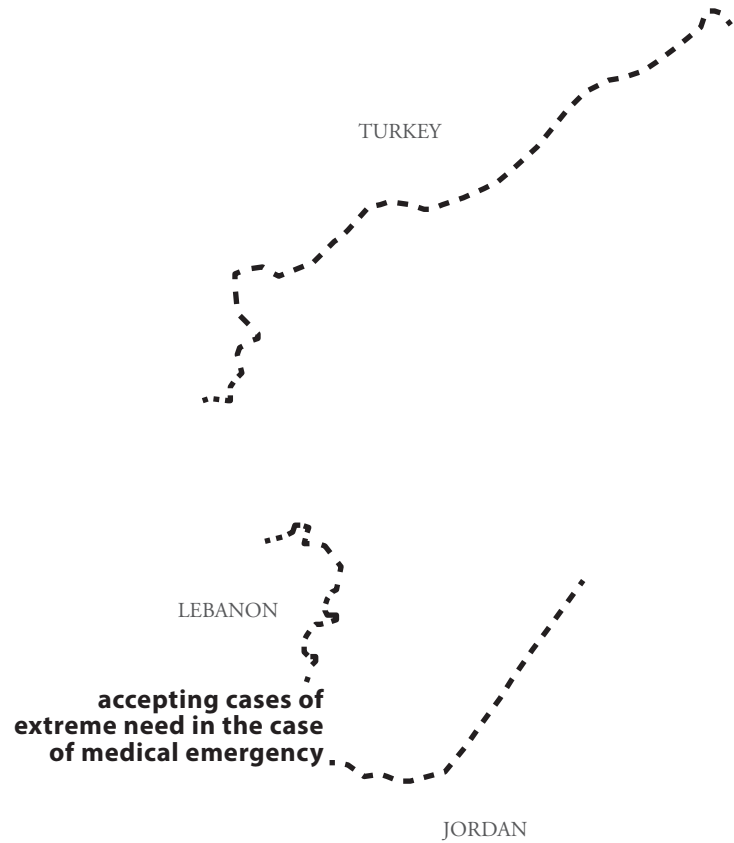 TURKEY
LEBANON
accepting cases of
extreme need in the case
of medical emergency
JORDAN